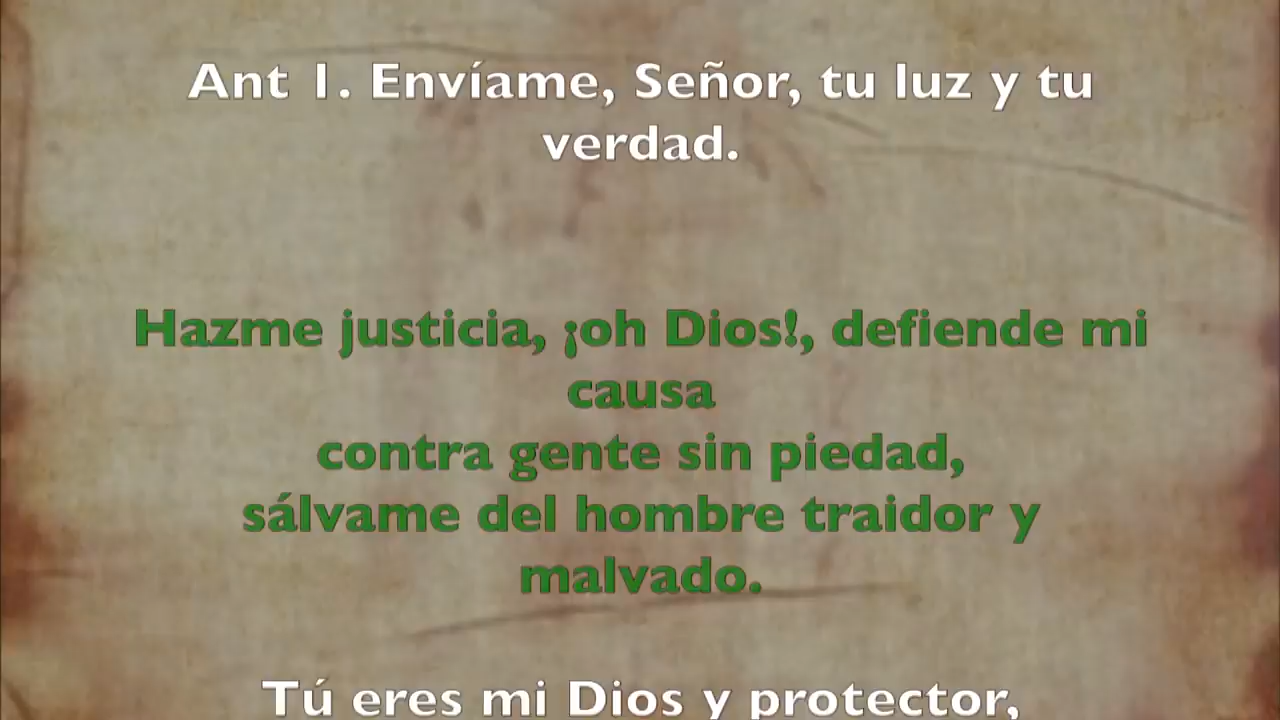 Ant 1. Envíame, Señor, tu luz y tu
verdad.
Hazme justicia, ¡oh Dios!, defiende mi
causa
contra gente sin piedad,
sálvame del hombre traidor y
malvado.
Tú eres mi Dios y protector,